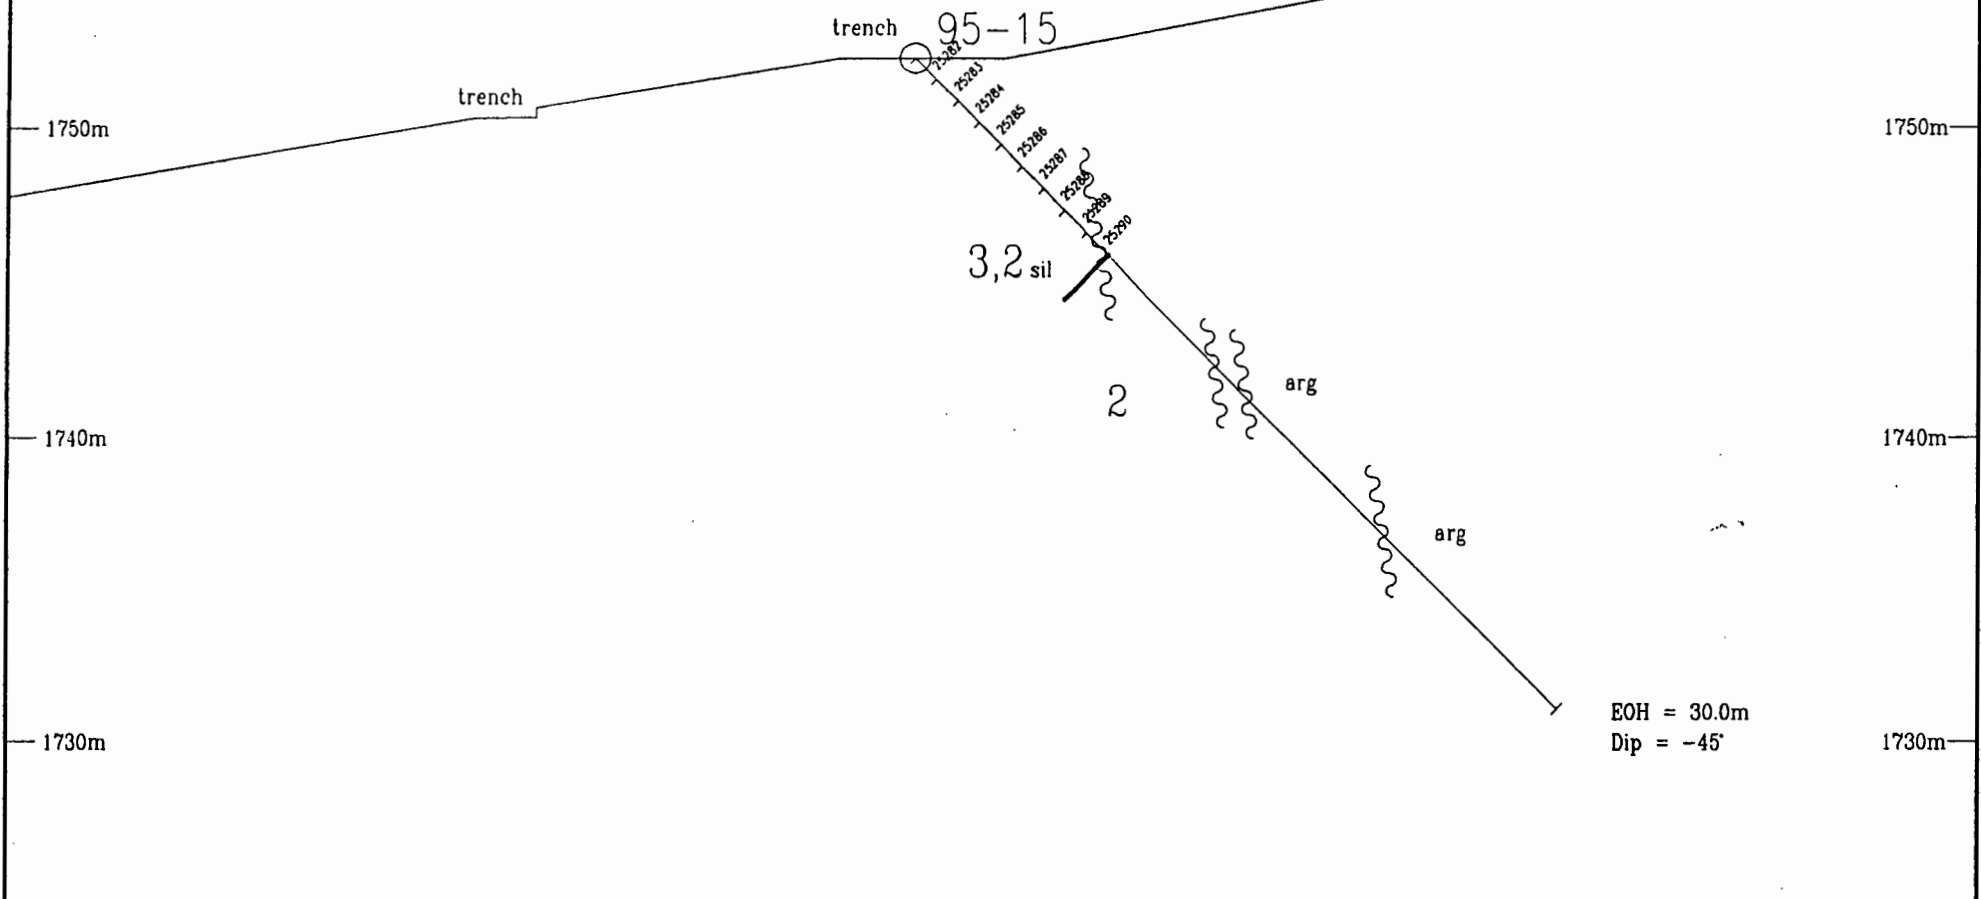 trench 95-15
25282
trench
25283
25284
25285
1750m
1750m
25286
25287
25288
25289
25290
3,2 sil
arg
2
1740m
1740m
arg
EOH = 30.0m
1730m
Dip = -45°
1730m